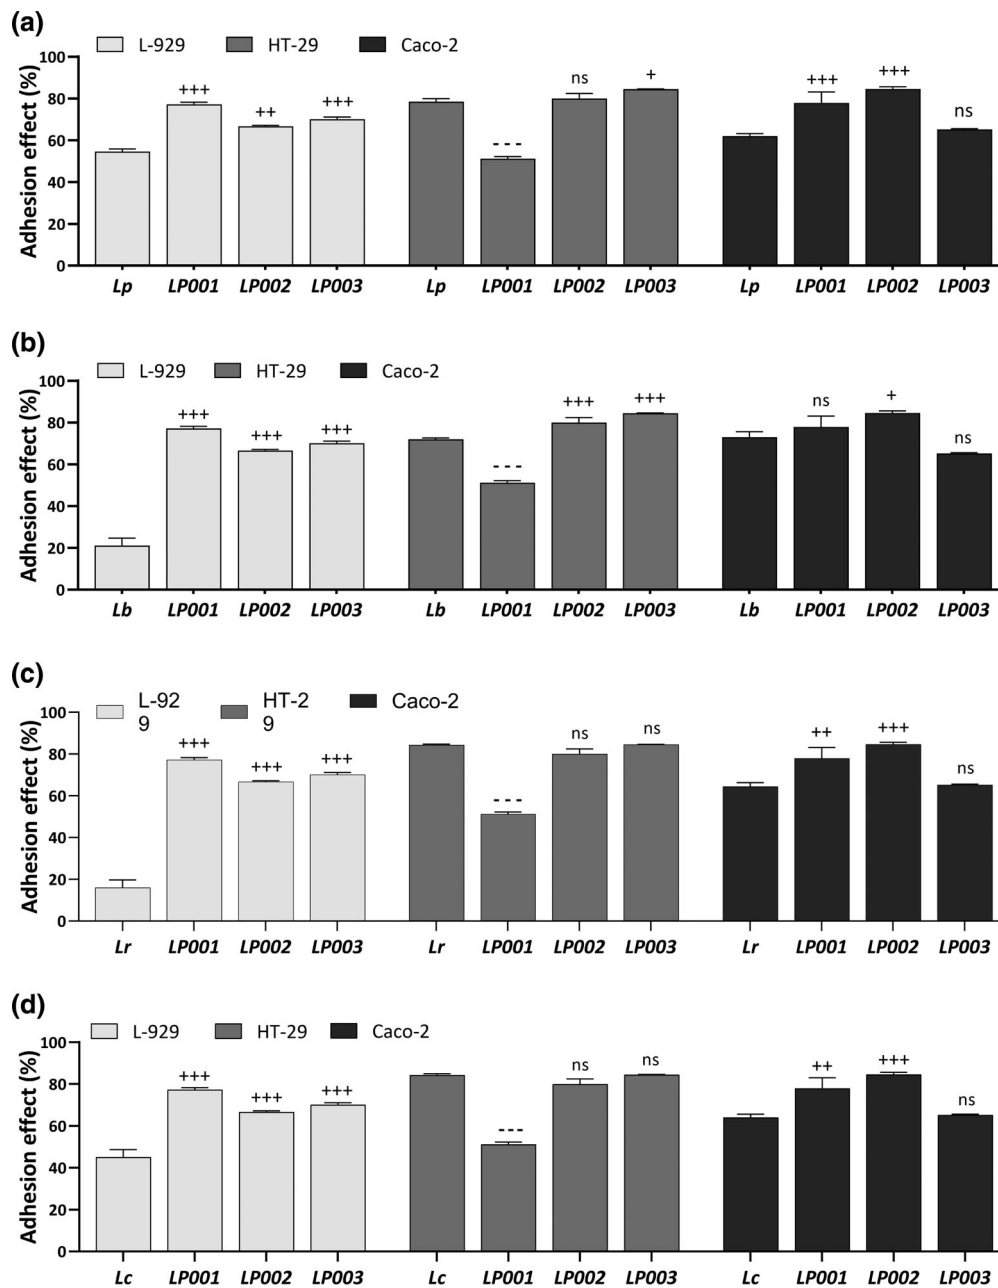 (a)
L-929 HT-29 Caco-2
Adhesion effect (%)
100
80
60
40
20
0
+++ ++ +++ --- ns + +++ +++ ns
Lp LP001 LP002 LP003 Lp LP001 LP002 LP003 Lp LP001 LP002 LP003
(b)
L-929 HT-29 Caco-2
Adhesion effect (%)
100
80
60
40
20
0
+++ +++ +++ --- +++ +++ ns + ns
Lb LP001 LP002 LP003 Lb LP001 LP002 LP003 Lb LP001 LP002 LP003
(c)
L-92 HT-2 Caco-2
9 9
Adhesion effect (%)
100
80
60
40
20
0
+++ +++ +++ --- ns ns ++ +++ ns
Lr LP001 LP002 LP003 Lr LP001 LP002 LP003 Lr LP001 LP002 LP003
(d)
L-929 HT-29 Caco-2
Adhesion effect (%)
100
80
60
40
20
0
+++ +++ +++ --- ns ns ++ +++ ns
Lc LP001 LP002 LP003 Lc LP001 LP002 LP003 Lc LP001 LP002 LP003